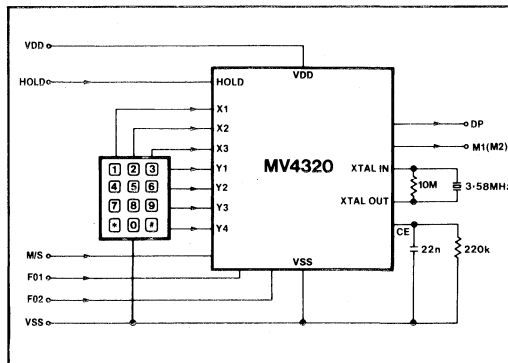 VDD
VDD
HOLD
HOLD
X1
X2
X3
DP
M1(M2)
MV4320
XTAL IN
1 2 3
Y1
4 5 6
Y2
10M
3·58MHz
7 8 9
Y3
XTAL OUT
* 0 #
Y4
CE
M/S
VSS
22n
220k
F01
F02
VSS